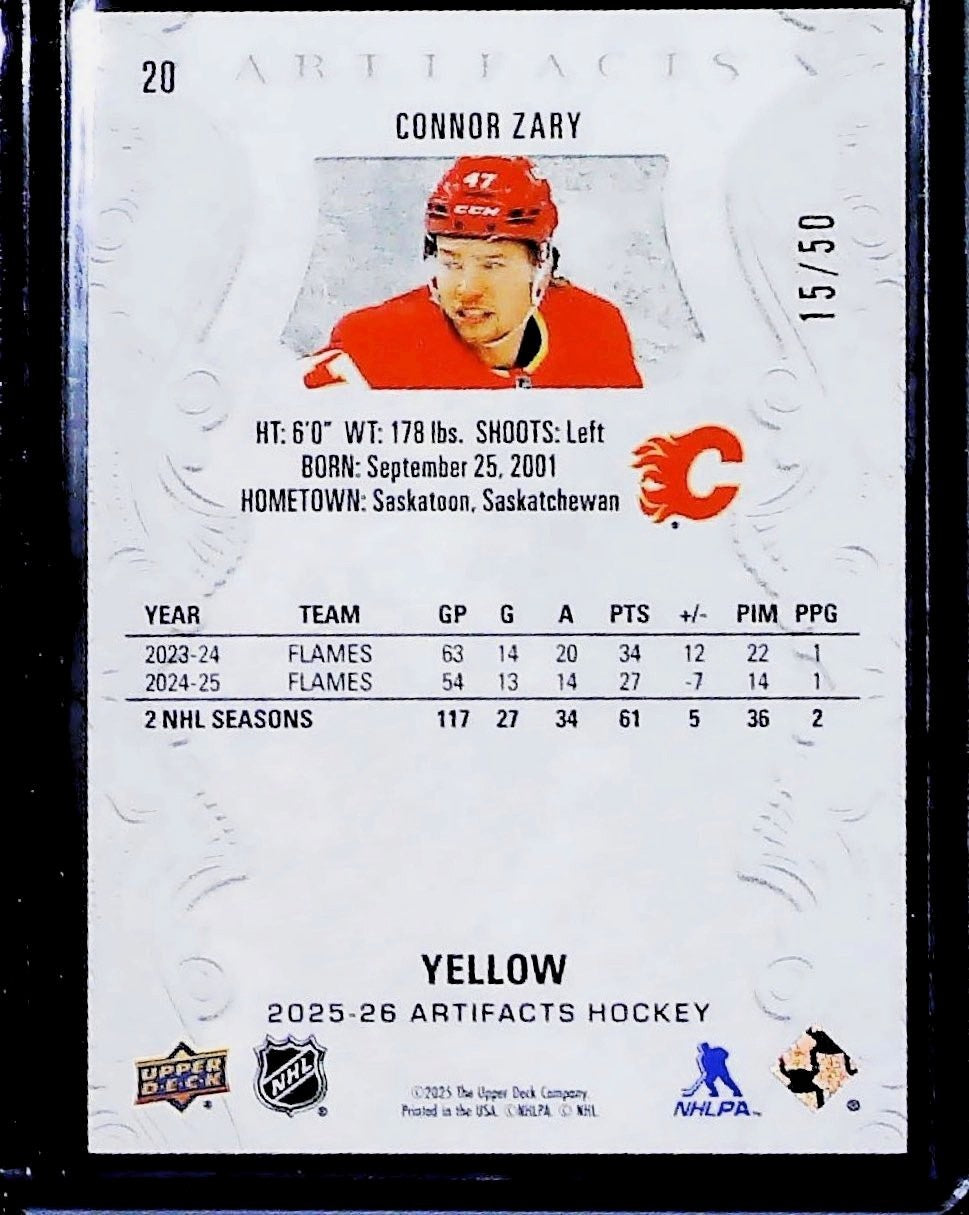 20
ARTIFACTS
CONNOR ZARY
47
CCM
15/50
HT: 6'0" WT: 178 lbs. SHOOTS: Left
BORN: September 25, 2001
HOMETOWN: Saskatoon, Saskatchewan
C
YEAR TEAM GP G A PTS +/- PIM PPG
2023-24 FLAMES 63 14 20 34 12 22 1
2024-25 FLAMES 54 13 14 27 -7 14 1
2 NHL SEASONS 117 27 34 61 5 36 2
YELLOW
2025-26 ARTIFACTS HOCKEY
UPPER DECK
NHL
©2025 The Upper Deck Company.
Printed in the USA. ©NHLPA. © NHL
NHLPA